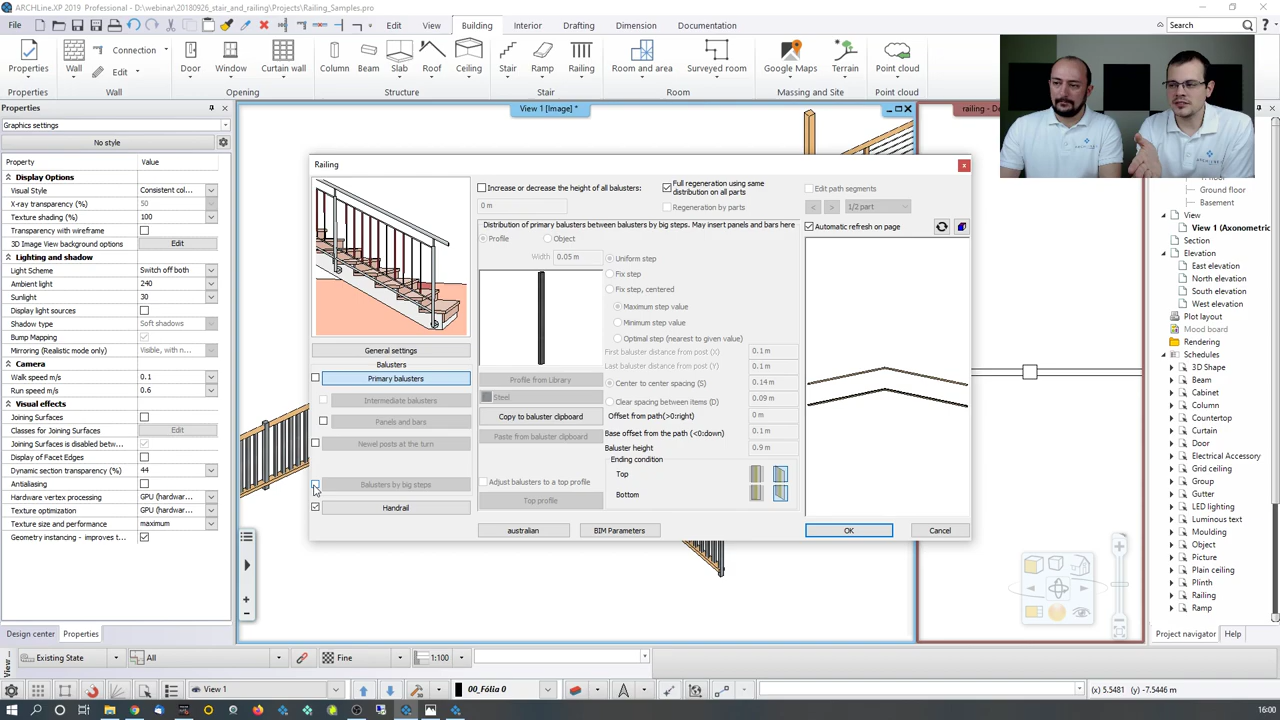 ARCHLine.XP 2019 Professional - D:\webinar\20180926_stair_and_railing\Projects\Railing_Samples.pro
File
Edit
View
Building
Interior
Drafting
Dimension
Documentation
Search
Properties
Wall
Connection
Edit
Door
Window
Curtain wall
Column
Beam
Slab
Roof
Ceiling
Stair
Ramp
Railing
Room and area
Surveyed room
Google Maps
Terrain
Point cloud
Properties
Wall
Opening
Structure
Stair
Room
Massing and Site
Point cloud
Properties
Graphics settings
No style
Property Value
Display Options
Visual Style Consistent col...
X-ray transparency (%) 50
Texture shading (%) 100
Transparency with wireframe
3D Image View background options Edit
Lighting and shadow
Light Scheme Switch off both
Ambient light 240
Sunlight 30
Display light sources
Shadow type Soft shadows
Bump Mapping
Mirroring (Realistic mode only) Visible, with n...
Camera
Walk speed m/s 0.1
Run speed m/s 0.6
Visual effects
Joining Surfaces
Classes for Joining Surfaces Edit
Joining Surfaces is disabled betwe...
Display of Facet Edges
Dynamic section transparency (%) 44
Antialiasing
Hardware vertex processing GPU (hardwar...
Texture optimization GPU (hardwar...
Texture size and performance maximum
Geometry instancing - improves t...
Design center
Properties
View 1 [Image] *
railing - De
Railing
General settings
Balusters
Primary balusters
Intermediate balusters
Panels and bars
Newel posts at the turn
Balusters by big steps
Handrail
Increase or decrease the height of all balusters:
0 m
Full regeneration using same
distribution on all parts
Regeneration by parts
Distribution of primary balusters between balusters by big steps. May insert panels and bars here
Profile
Object
Width 0.05 m
Uniform step
Fix step
Fix step, centered
Maximum step value
Minimum step value
Optimal step (nearest to given value)
First baluster distance from post (X) 0.1 m
Last baluster distance from post (Y) 0.1 m
Center to center spacing (S) 0.14 m
Clear spacing between items (D) 0.09 m
Offset from path(>0:right) 0 m
Base offset from the path (<0:down) 0.1 m
Baluster height 0.9 m
Ending condition
Top
Bottom
Profile from Library
Steel
Copy to baluster clipboard
Paste from baluster clipboard
Adjust balusters to a top profile
Top profile
australian
BIM Parameters
Edit path segments
< > 1/2 part
Automatic refresh on page
OK
Cancel
Ground floor
Basement
View
View 1 (Axonometric
Section
Elevation
East elevation
North elevation
South elevation
West elevation
Plot layout
Mood board
Rendering
Schedules
3D Shape
Beam
Cabinet
Column
Curtain
Door
Electrical Accessory
Grid ceiling
Group
Gutter
LED lighting
Luminous text
Moulding
Object
Picture
Plain ceiling
Plinth
Railing
Ramp
Project navigator
Help
View
Existing State
All
Fine
1:100
View 1
00_Fólia 0
X: 5.5481 (y) -7.5446 m
16:00